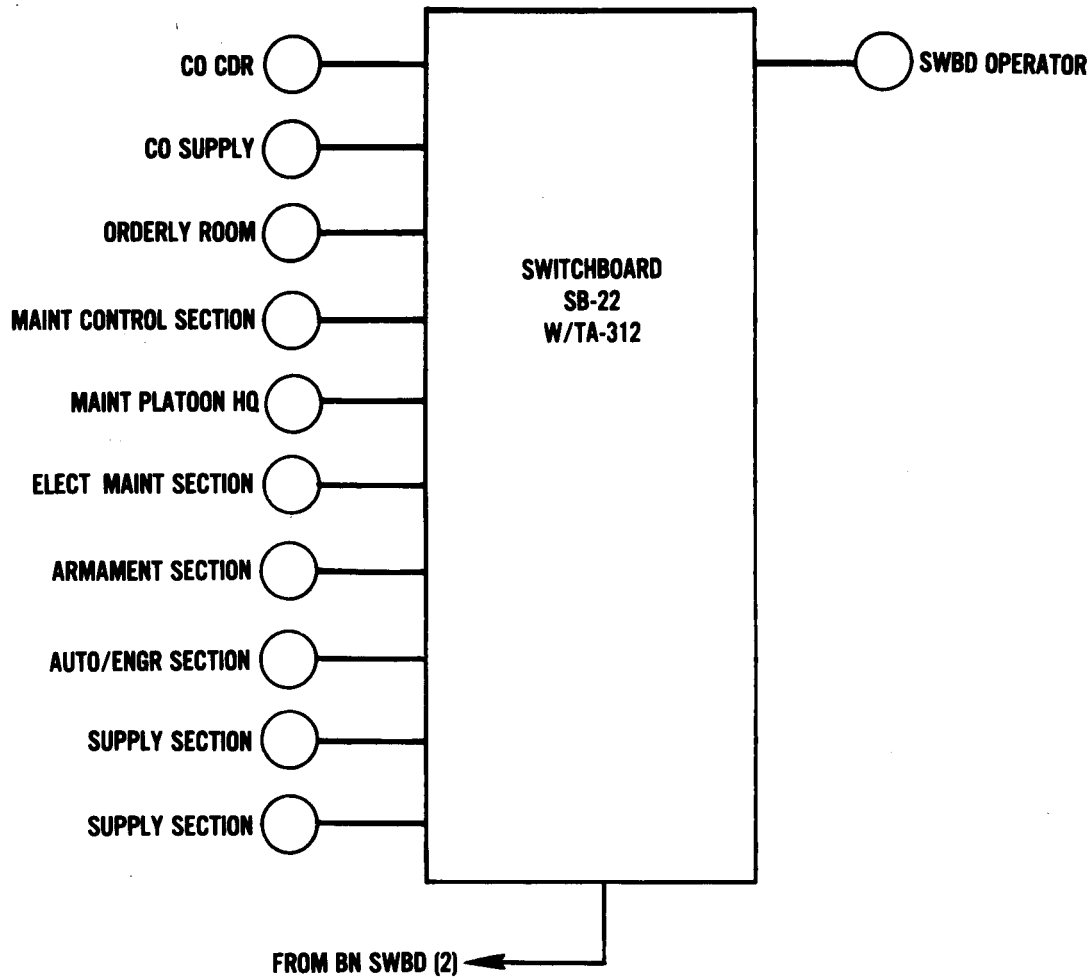 CO CDR
SWBD OPERATOR
CO SUPPLY
ORDERLY ROOM
SWITCHBOARD
SB-22
W/TA-312
MAINT CONTROL SECTION
MAINT PLATOON HQ
ELECT MAINT SECTION
ARMAMENT SECTION
AUTO/ENGR SECTION
SUPPLY SECTION
SUPPLY SECTION
FROM BN SWBD (2)